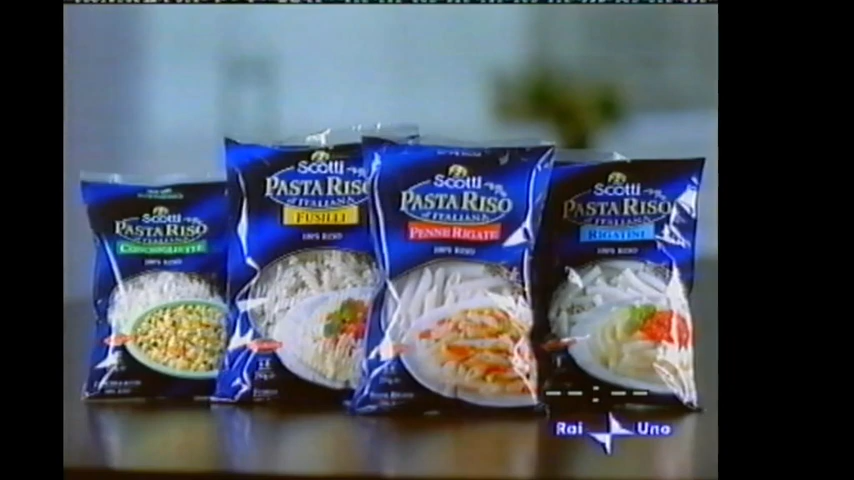 Scotti
PASTA RISO
d'ITALIANA
CONCHIGLIETTE
100% RISO
Scotti
PASTA RISO
d'ITALIANA
FUSILLI
100% RISO
Scotti
PASTA RISO
d'ITALIANA
PENNE RIGATE
100% RISO
Scotti
PASTA RISO
d'ITALIANA
RIGATINI
100% RISO
--:--
Rai Uno